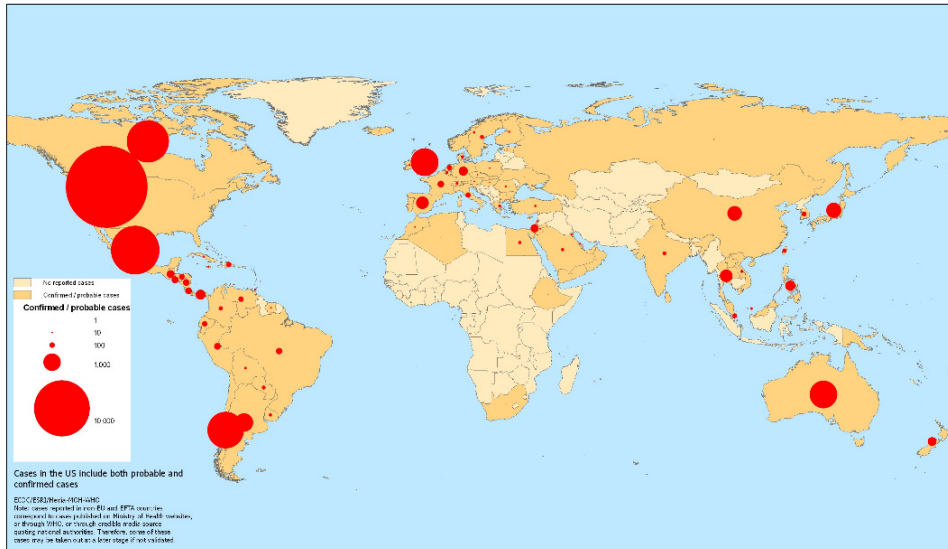 No reported cases
Confirmed / probable cases
Confirmed / probable cases
1
10
100
1,000
10 000
Cases in the US include both probable and
confirmed cases
ECDC/ESRI/Media-MOH-WHO
Note: cases reported in non-EU and EFTA countries
correspond to cases published on Ministry of Health websites,
or through WHO, or through credible media source
quoting national authorities. Therefore, some of these
cases may be taken out at a later stage if not validated.